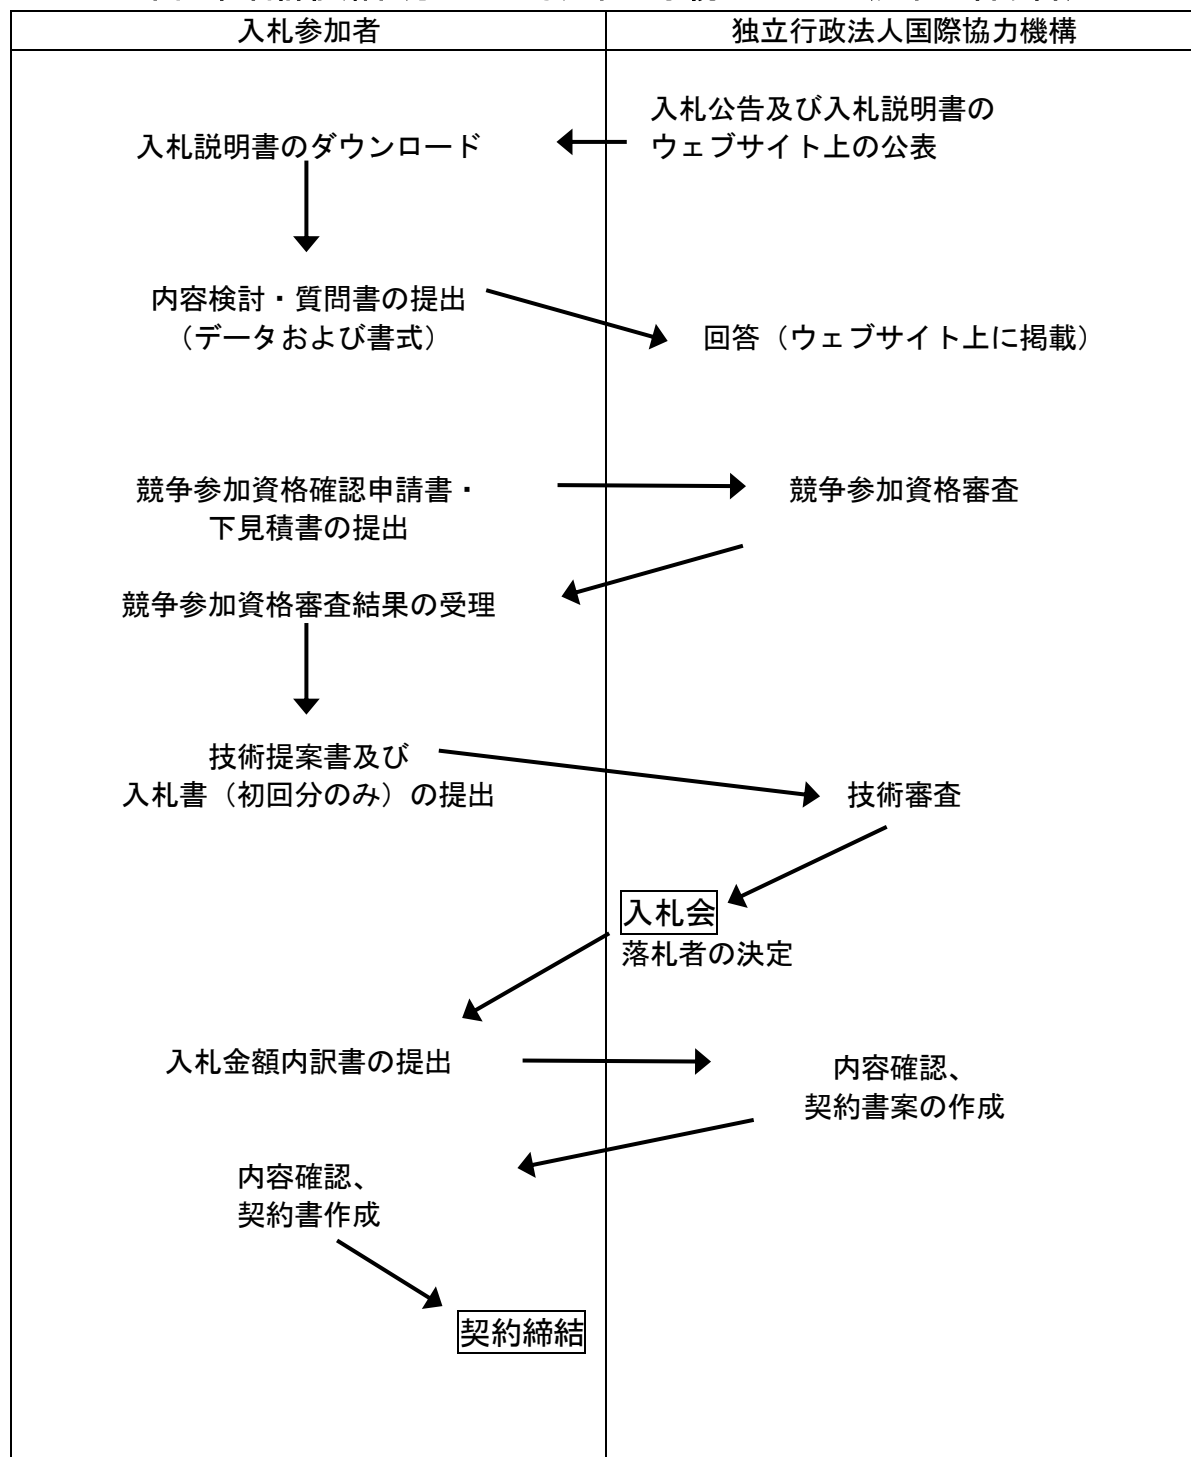 入札参加者
独立行政法人国際協力機構
入札公告及び入札説明書の
ウェブサイト上の公表
入札説明書のダウンロード
内容検討・質問書の提出
（データおよび書式）
回答（ウェブサイト上に掲載）
競争参加資格確認申請書・
下見積書の提出
競争参加資格審査
競争参加資格審査結果の受理
技術提案書及び
入札書（初回分のみ）の提出
技術審査
入札会
落札者の決定
入札金額内訳書の提出
内容確認、
契約書案の作成
内容確認、
契約書作成
契約締結